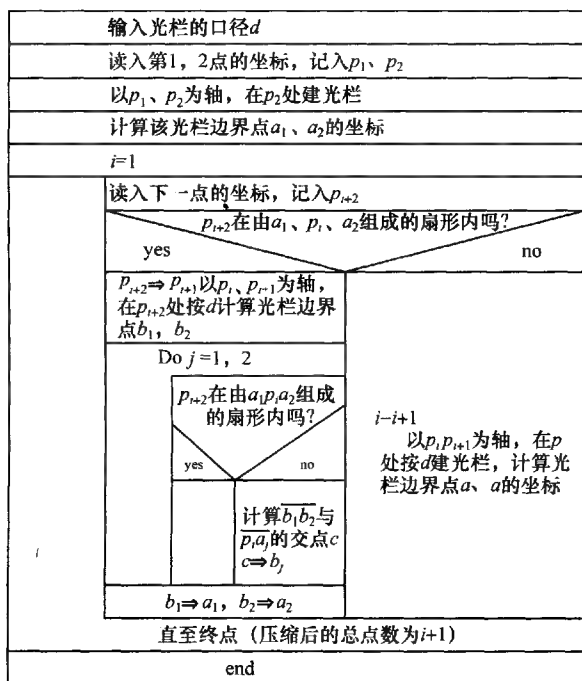 输入光栏的口径d
读入第1，2点的坐标，记入p₁、p₂
以p₁、p₂为轴，在p₂处建光栏
计算该光栏边界点a₁、a₂的坐标
i=1
读入下一点的坐标，记入pᵢ₊₂
pᵢ₊₂在由a₁、pᵢ、a₂组成的扇形内吗？
yes
no
pᵢ₊₂⇒pᵢ₊₁以pᵢ、pᵢ₊₁为轴，
在pᵢ₊₂处按d计算光栏边界
点b₁，b₂
Do j=1，2
pᵢ₊₂在由a₁pᵢa₂组成
的扇形内吗？
yes
no
计算b₁b₂与
pᵢaⱼ的交点c
c⇒bⱼ
b₁⇒a₁，b₂⇒a₂
i−i+1
以pᵢpᵢ₊₁为轴，在p
处按d建光栏，计算光
栏边界点a、a的坐标
直至终点（压缩后的总点数为i+1）
end